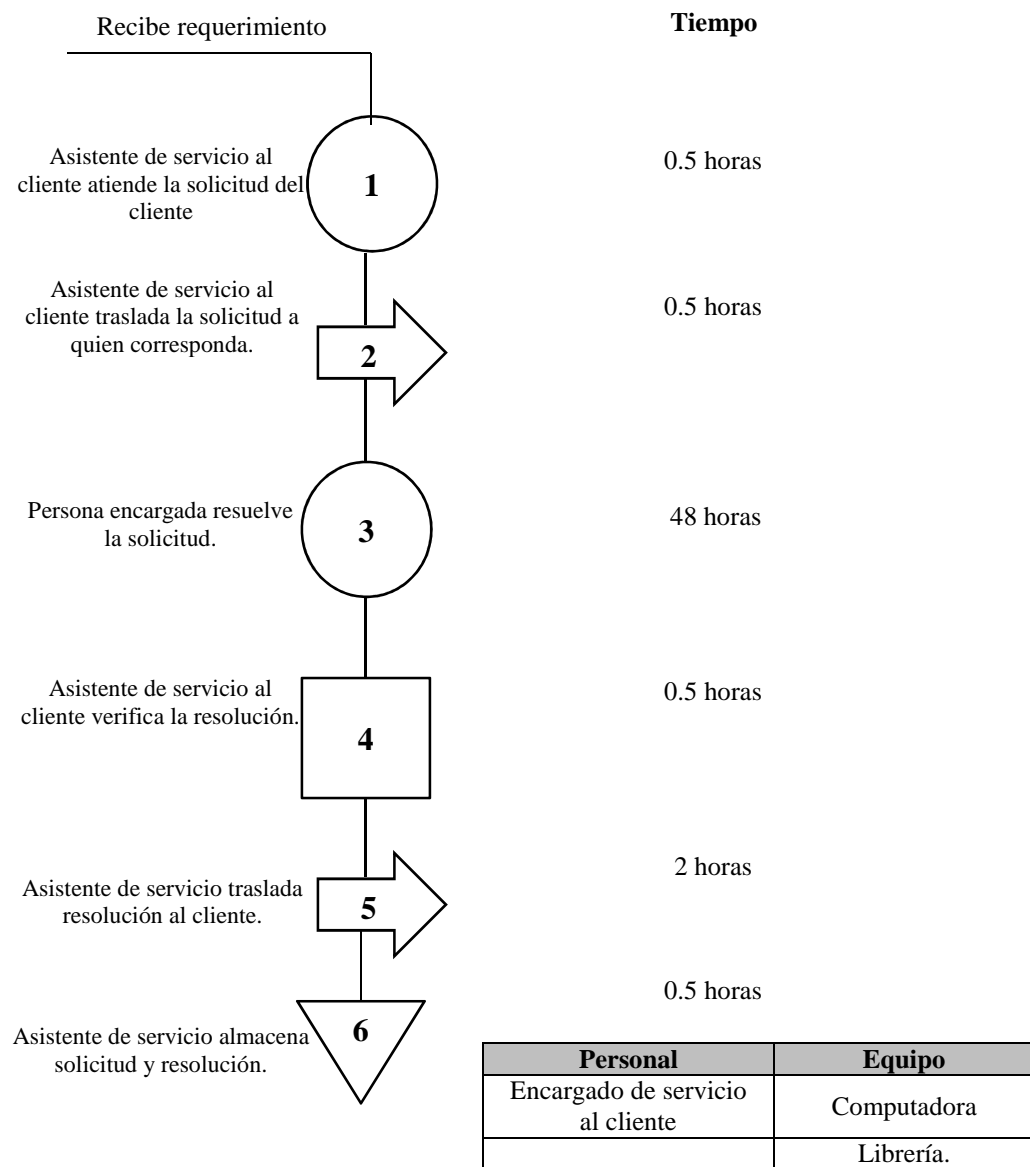 Recibe requerimiento
Tiempo
Asistente de servicio al
cliente atiende la solicitud del
cliente
1
0.5 horas
Asistente de servicio al
cliente traslada la solicitud a
quien corresponda.
2
0.5 horas
Persona encargada resuelve
la solicitud.
3
48 horas
Asistente de servicio al
cliente verifica la resolución.
4
0.5 horas
Asistente de servicio traslada
resolución al cliente.
5
2 horas
Asistente de servicio almacena
solicitud y resolución.
6
0.5 horas
Personal
Equipo
Encargado de servicio
al cliente
Computadora
Librería.